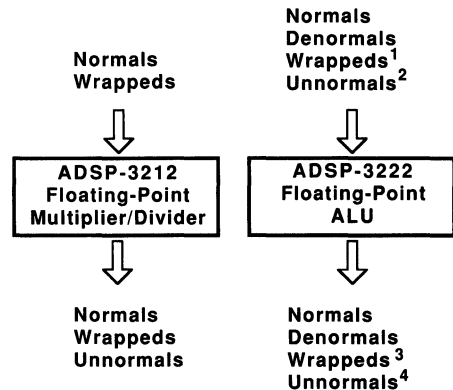 Normals
Wrappeds
ADSP-3212
Floating-Point
Multiplier/Divider
Normals
Wrappeds
Unnormals
Normals
Denormals
Wrappeds¹
Unnormals²
ADSP-3222
Floating-Point
ALU
Normals
Denormals
Wrappeds³
Unnormals⁴